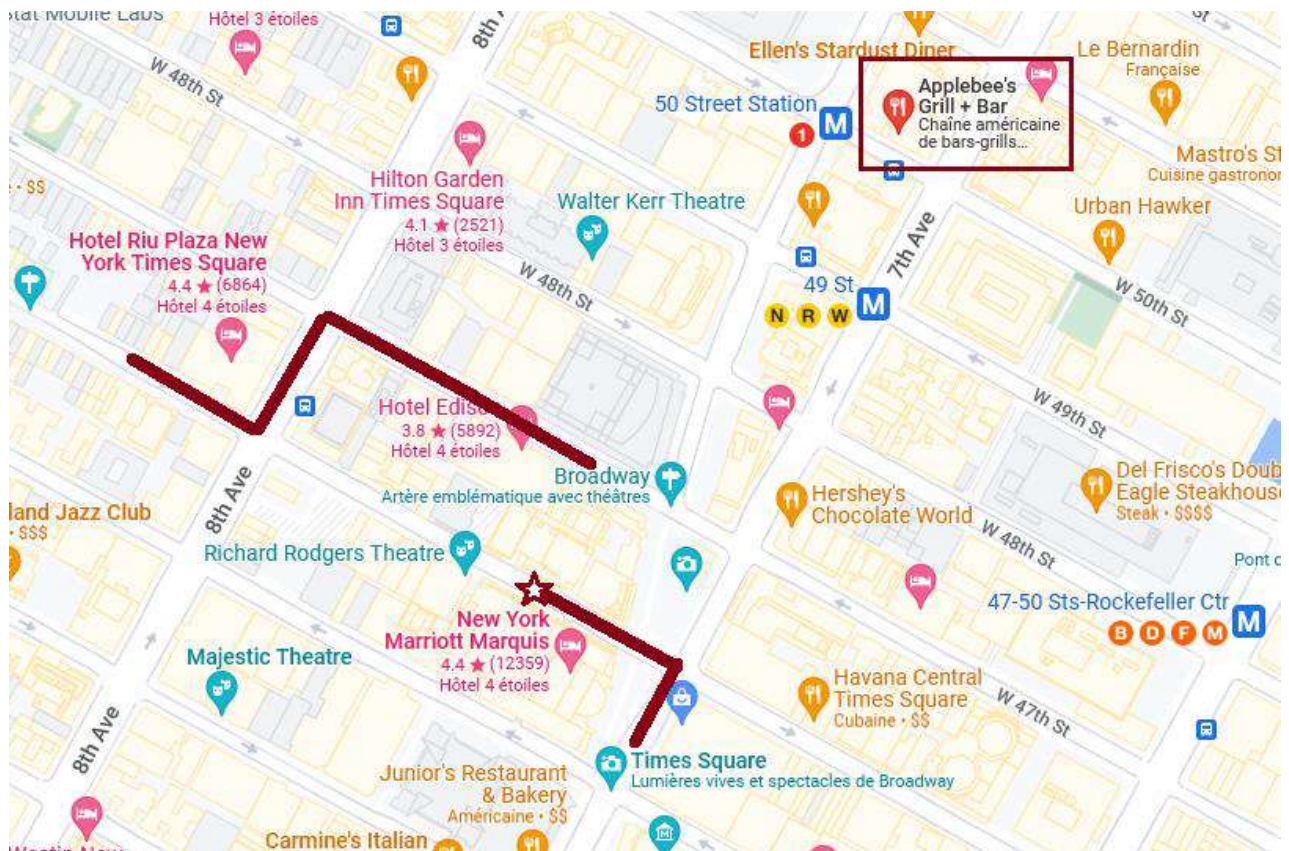 Stat Mobile Labs
Hôtel 3 étoiles
8th A
St
Ellen's Stardust Diner
Le Bernardin
Française
W 48th St
50 Street Station
1
M
Applebee's
Grill + Bar
Chaîne américaine
de bars-grills...
Mastro's St
Cuisine gastronor
· $$
Hilton Garden
Inn Times Square
4.1 ★ (2521)
Hôtel 3 étoiles
Walter Kerr Theatre
Urban Hawker
7th Ave
Hotel Riu Plaza New
York Times Square
4.4 ★ (6864)
Hôtel 4 étoiles
W 48th St
49 St
N R W
M
W 50th St
W 49th St
Hotel Edison
3.8 ★ (5892)
Hôtel 4 étoiles
Broadway
Artère emblématique avec théâtres
Del Frisco's Doub
Eagle Steakhouse
Steak · $$$$
Hershey's
Chocolate World
8th Ave
land Jazz Club
· $$$
Richard Rodgers Theatre
W 48th St
Pont d
47-50 Sts-Rockefeller Ctr
B D F M
M
New York
Marriott Marquis
4.4 ★ (12359)
Hôtel 4 étoiles
Majestic Theatre
Havana Central
Times Square
Cubaine · $$
W 47th St
8th Ave
Times Square
Lumières vives et spectacles de Broadway
Junior's Restaurant
& Bakery
Américaine · $$
Carmine's Italian